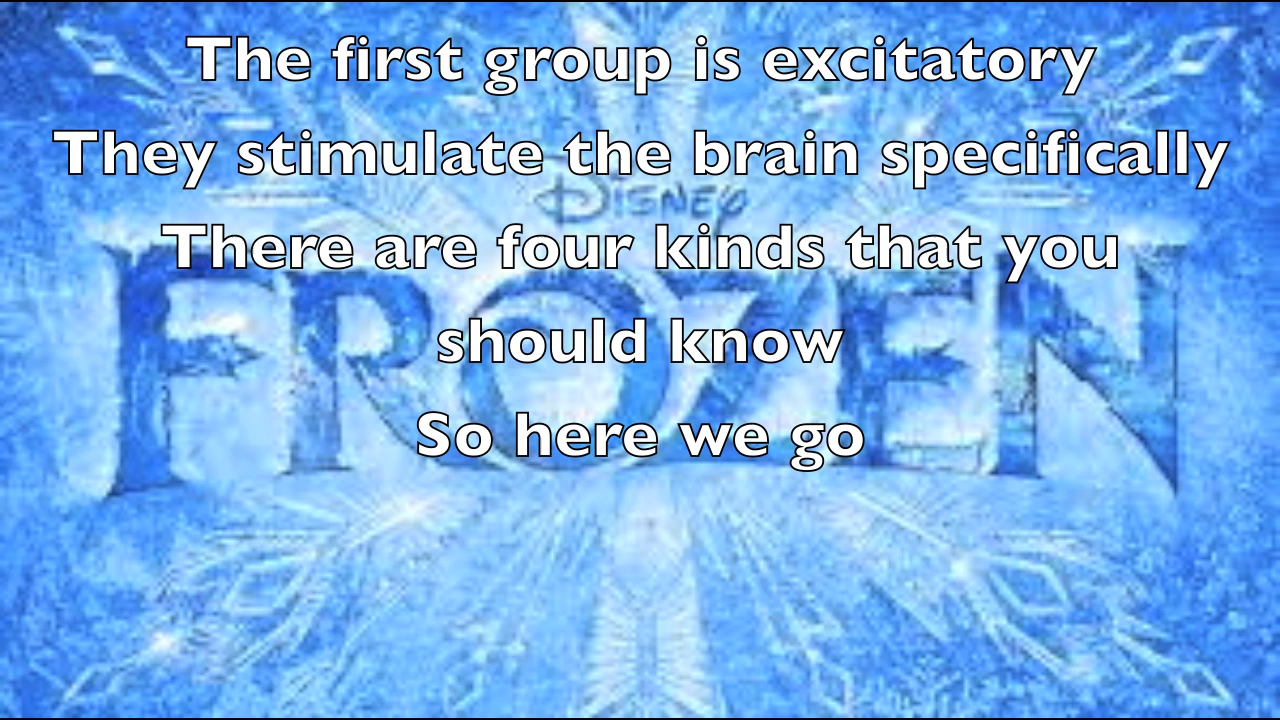 The first group is excitatory
They stimulate the brain specifically
DISNEY
There are four kinds that you
FROZEN
should know
So here we go